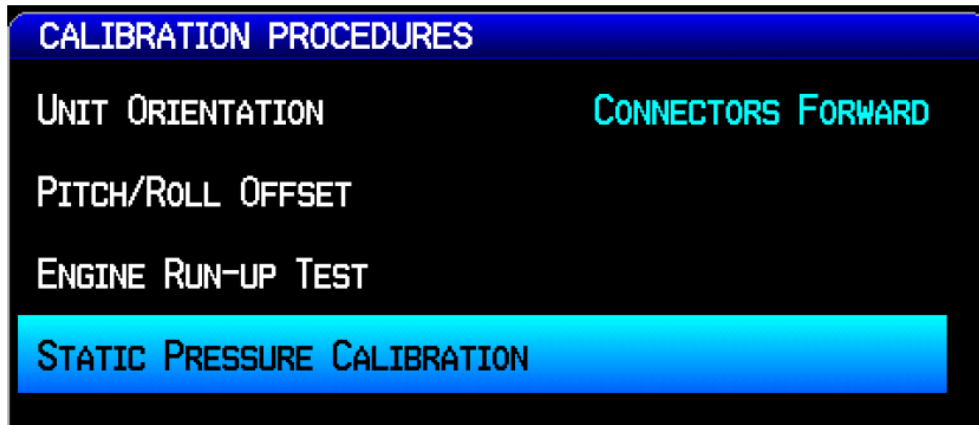 CALIBRATION PROCEDURES
UNIT ORIENTATION CONNECTORS FORWARD
PITCH/ROLL OFFSET
ENGINE RUN-UP TEST
STATIC PRESSURE CALIBRATION